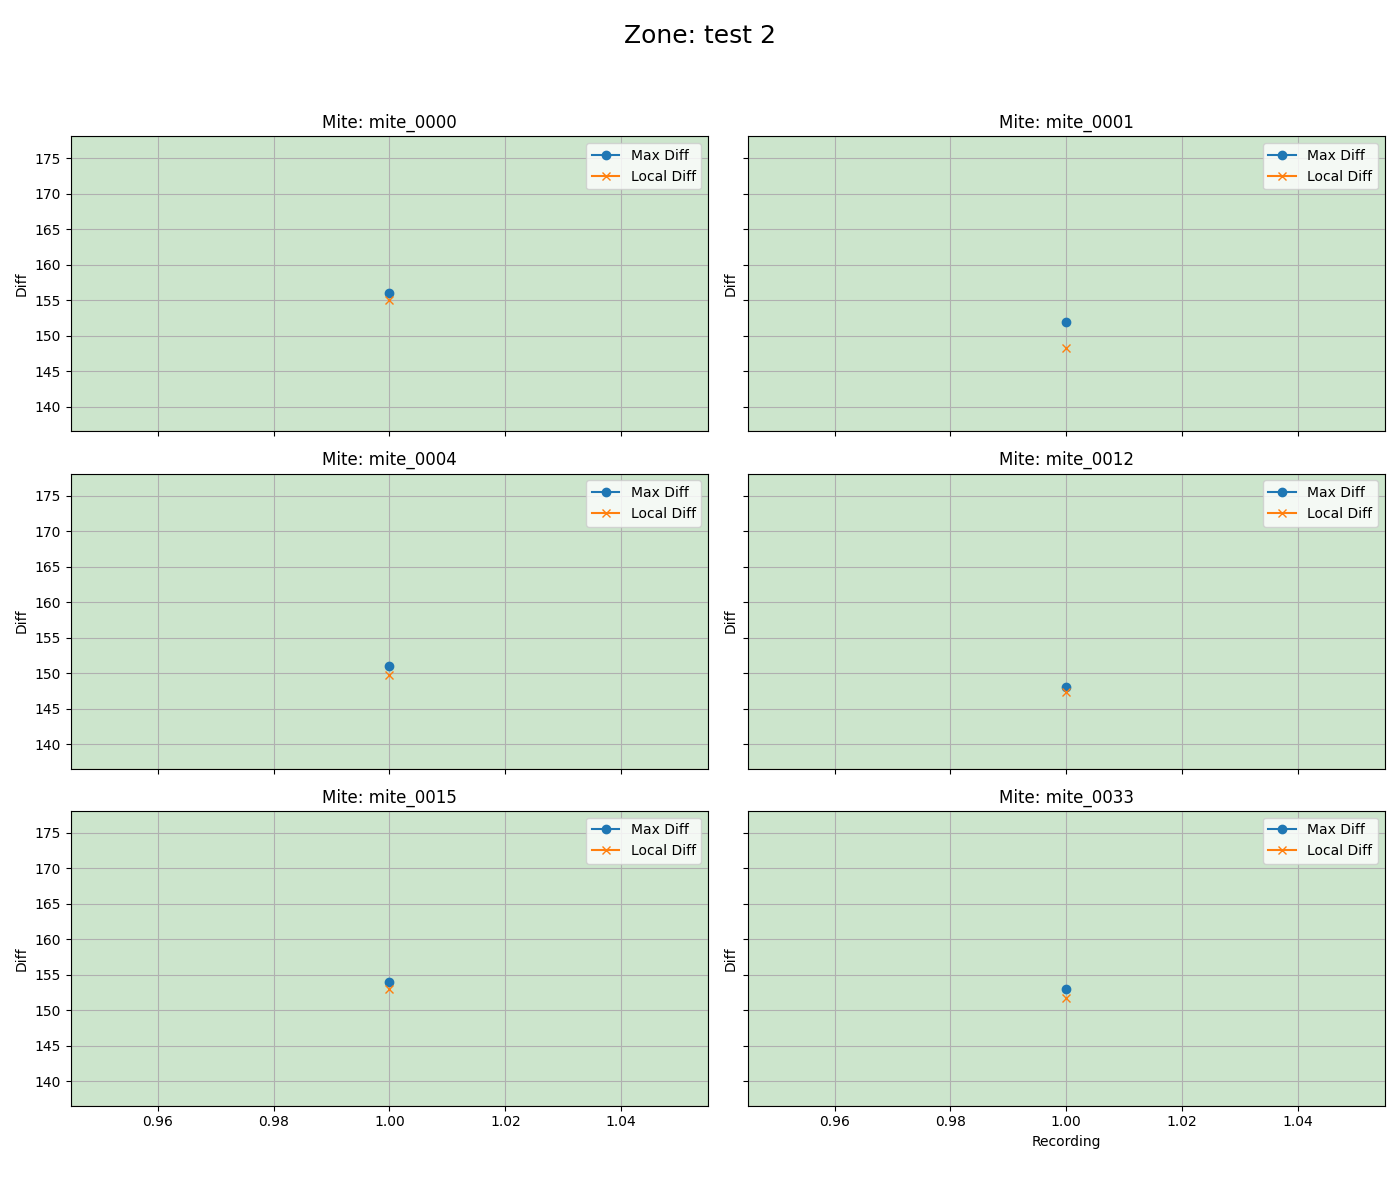 Zone: test 2
Mite: mite_0000
Mite: mite_0001
Max Diff
Local Diff
Max Diff
Local Diff
175
170
165
160
155
150
145
140
Diff
Diff
Mite: mite_0004
Mite: mite_0012
Max Diff
Local Diff
Max Diff
Local Diff
175
170
165
160
155
150
145
140
Diff
Diff
Mite: mite_0015
Mite: mite_0033
Max Diff
Local Diff
Max Diff
Local Diff
175
170
165
160
155
150
145
140
Diff
Diff
0.96 0.98 1.00 1.02 1.04
0.96 0.98 1.00 1.02 1.04
Recording